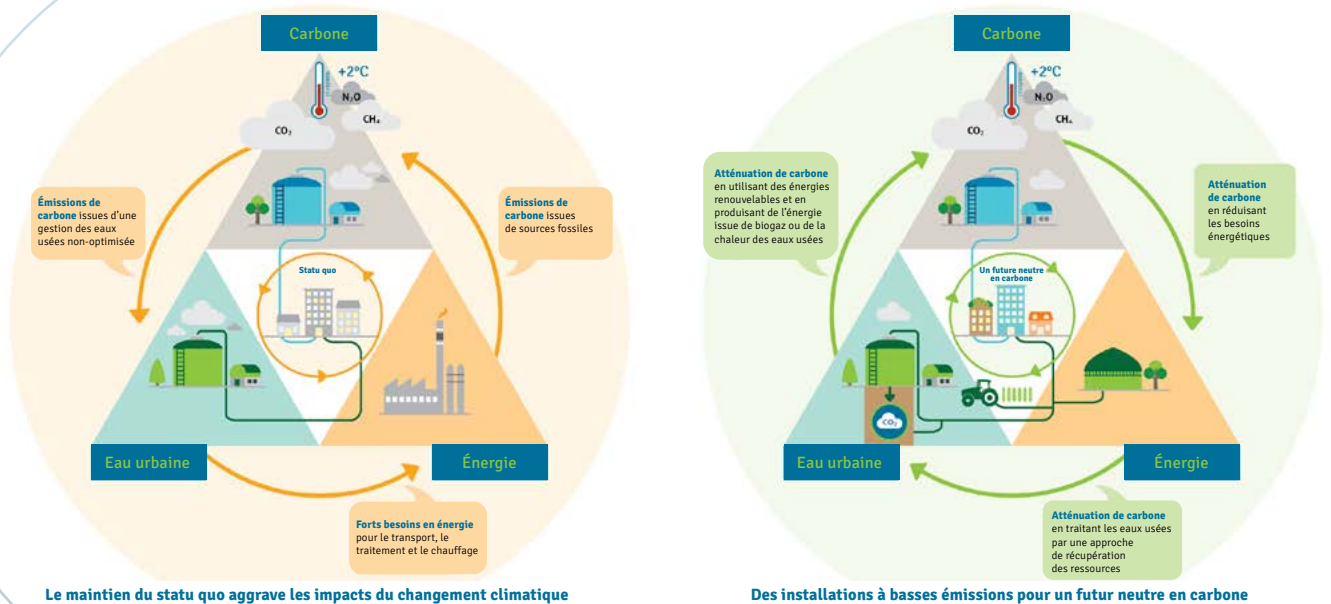 Carbone
+2°C
N₂O
CH₄
CO₂
Émissions de
carbone issues d'une
gestion des eaux
usées non-optimisée
Émissions de
carbone issues
de sources fossiles
Statu quo
Eau urbaine
Énergie
Forts besoins en énergie
pour le transport, le
traitement et le chauffage
Le maintien du statu quo aggrave les impacts du changement climatique
Carbone
+2°C
N₂O
CH₄
CO₂
Atténuation de carbone
en utilisant des énergies
renouvelables et en
produisant de l'énergie
issue de biogaz ou de la
chaleur des eaux usées
Atténuation
de carbone
en réduisant
les besoins
énergétiques
Un future neutre
en carbone
CO₂
Eau urbaine
Énergie
Atténuation de carbone
en traitant les eaux usées
par une approche
de récupération
des ressources
Des installations à basses émissions pour un futur neutre en carbone